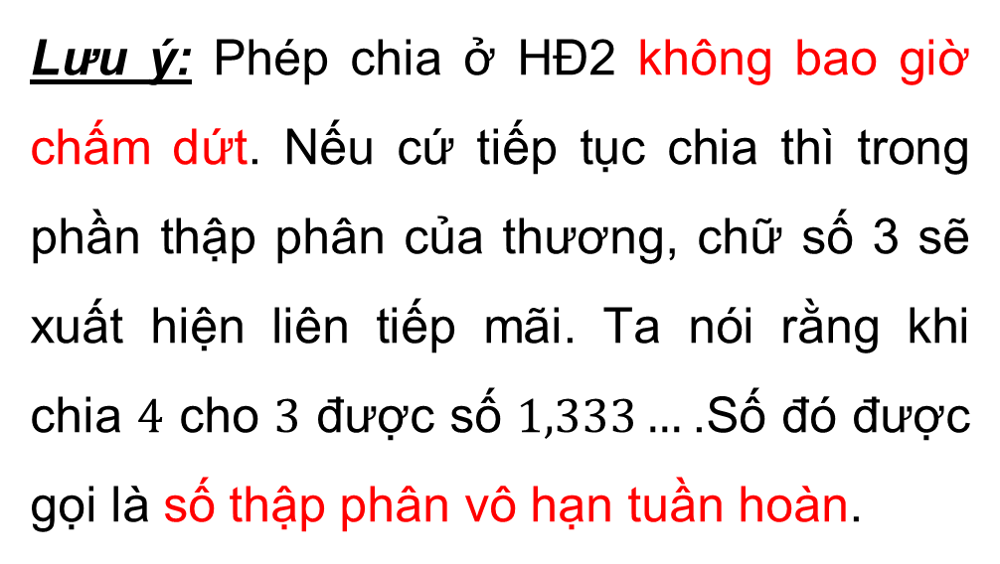 Lưu ý: Phép chia ở HĐ2 không bao giờ
chấm dứt. Nếu cứ tiếp tục chia thì trong
phần thập phân của thương, chữ số 3 sẽ
xuất hiện liên tiếp mãi. Ta nói rằng khi
chia 4 cho 3 được số 1,333 ... .Số đó được
gọi là số thập phân vô hạn tuần hoàn.